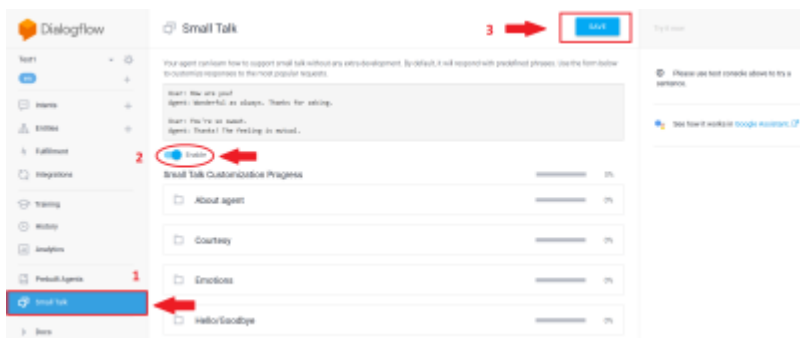 Dialogflow
Small Talk
3
SAVE
Try it now
Test1
en
Your agent can learn how to support small talk without any extra development. By default, it will respond with predefined phrases. Use the form below
to customize responses to the most popular requests.
Please use test console above to try a
sentence.
User: How are you?
Agent: Wonderful as always. Thanks for asking.
User: You're so sweet.
Agent: Thanks! The feeling is mutual.
See how it works in Google Assistant.
Intents
Entities
Fulfillment
2
Enable
Integrations
Small Talk Customization Progress
0%
Training
About agent
0%
History
Analytics
Courtesy
0%
Prebuilt Agents
1
Emotions
0%
Small Talk
Hello/Goodbye
0%
Docs